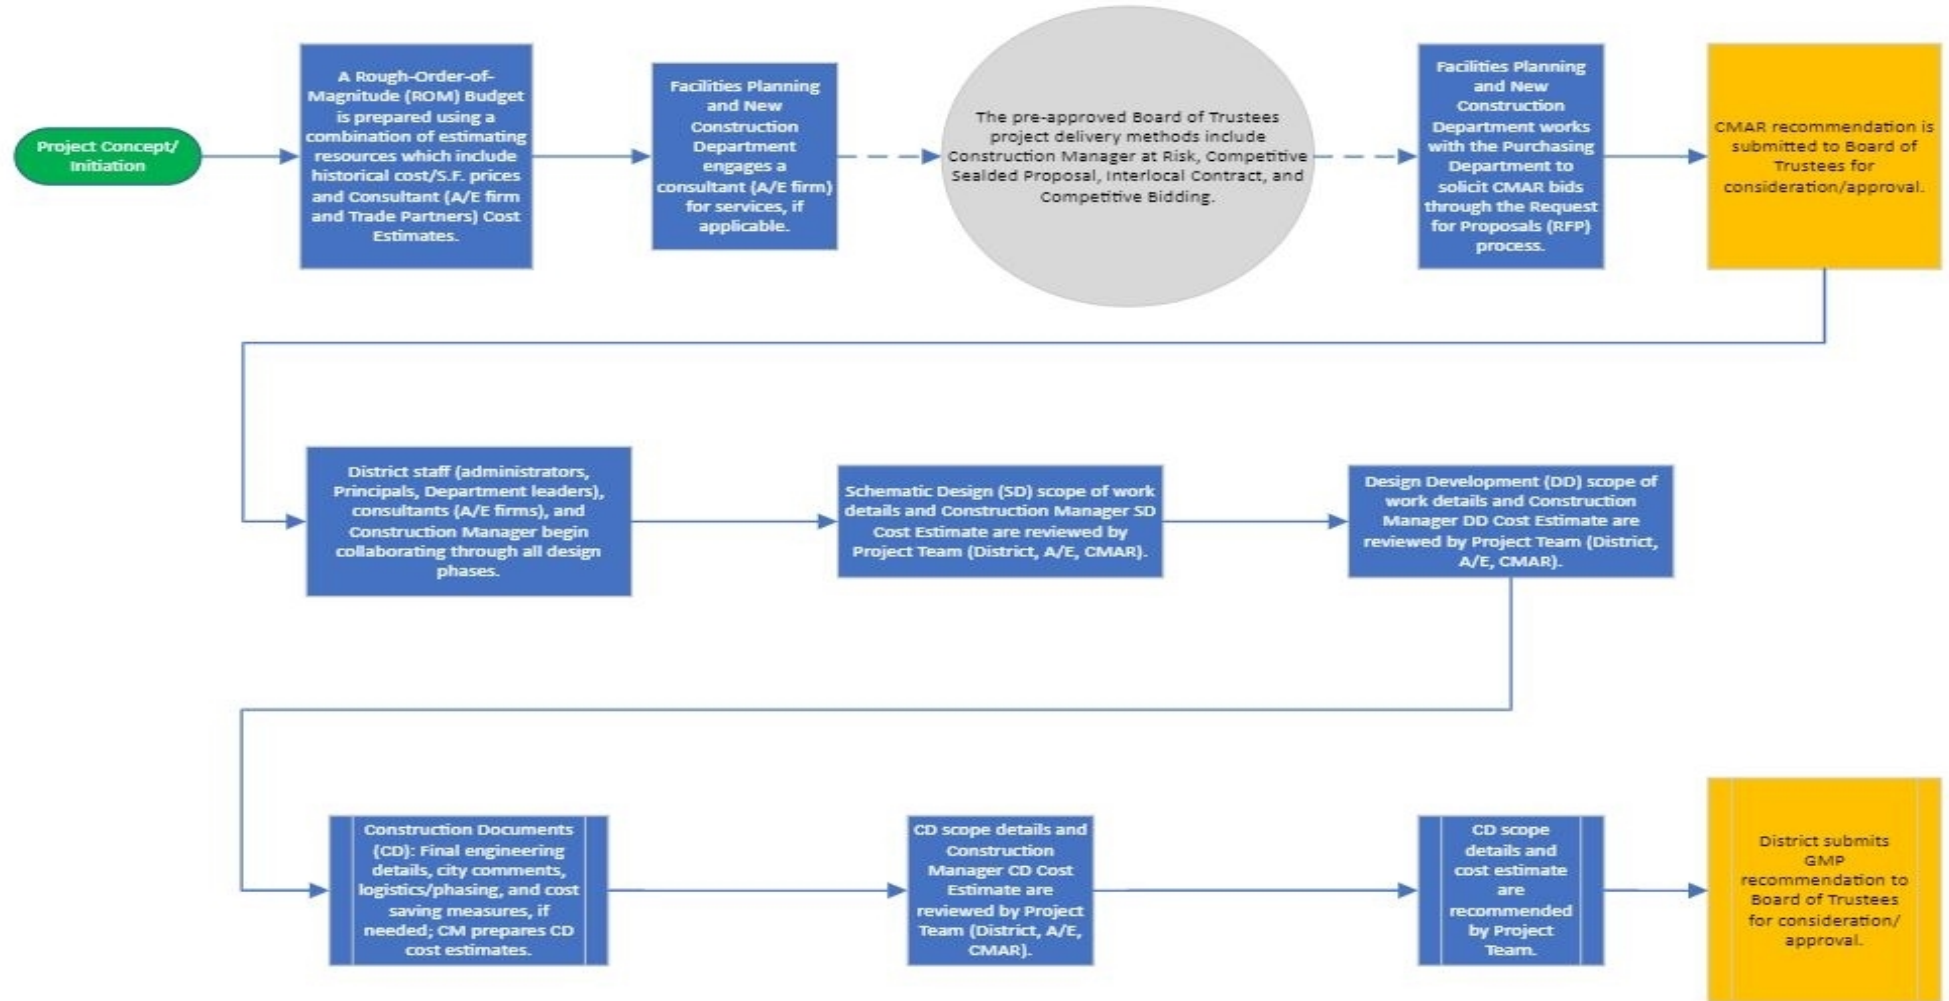 Project Concept/
Initiation
A Rough-Order-of-
Magnitude (ROM) Budget
is prepared using a
combination of estimating
resources which include
historical cost/S.F. prices
and Consultant (A/E firm
and Trade Partners) Cost
Estimates.
Facilities Planning
and New
Construction
Department
engages a
consultant (A/E firm)
for services, if
applicable.
The pre-approved Board of Trustees
project delivery methods include
Construction Manager at Risk, Competitive
Sealded Proposal, Interlocal Contract, and
Competitive Bidding.
Facilities Planning
and New
Construction
Department works
with the Purchasing
Department to
solicit CMAR bids
through the Request
for Proposals (RFP)
process.
CMAR recommendation is
submitted to Board of
Trustees for
consideration/approval.
District staff (administrators,
Principals, Department leaders),
consultants (A/E firms), and
Construction Manager begin
collaborating through all design
phases.
Schematic Design (SD) scope of work
details and Construction Manager SD
Cost Estimate are reviewed by
Project Team (District, A/E, CMAR).
Design Development (DD) scope of
work details and Construction
Manager DD Cost Estimate are
reviewed by Project Team (District,
A/E, CMAR).
Construction Documents
(CD): Final engineering
details, city comments,
logistics/phasing, and cost
saving measures, if
needed; CM prepares CD
cost estimates.
CD scope details and
Construction
Manager CD Cost
Estimate are
reviewed by Project
Team (District, A/E,
CMAR).
CD scope
details and
cost estimate
are
recommended
by Project
Team.
District submits
GMP
recommendation to
Board of Trustees
for consideration/
approval.